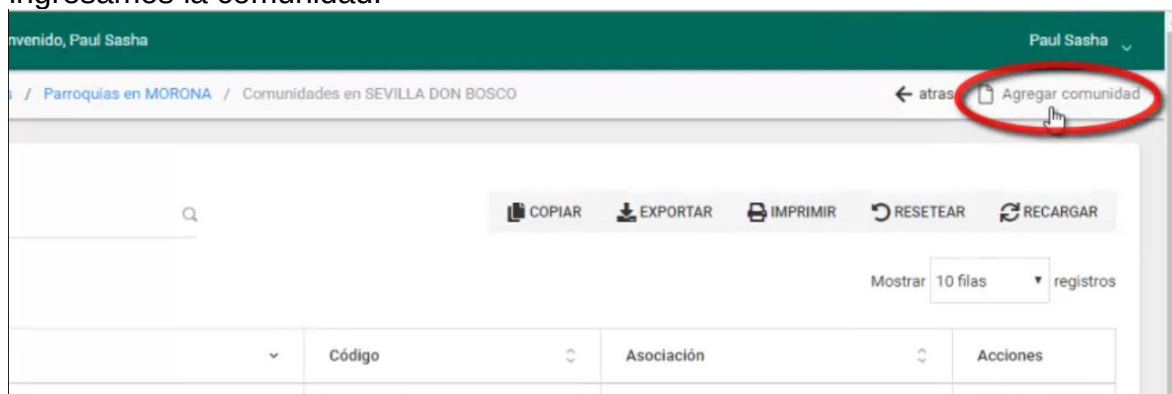 ingresamos la comunidad.
nvenido, Paul Sasha Paul Sasha
/ Parroquias en MORONA / Comunidades en SEVILLA DON BOSCO atras Agregar comunidad
COPIAR EXPORTAR IMPRIMIR RESETEAR RECARGAR
Mostrar 10 filas registros
Código Asociación Acciones